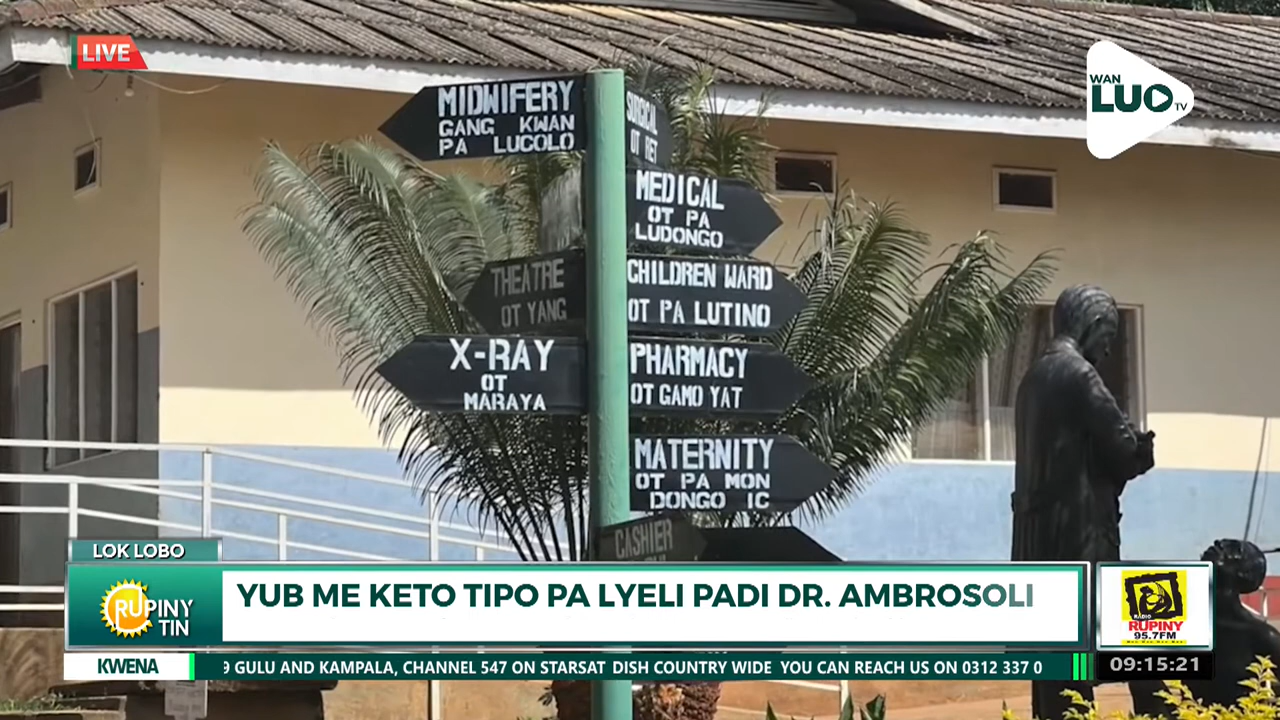 LIVE
WAN
LUO TV
MIDWIFERY
GANG KWAN
PA LUCOLO
SURGICAL
OT RET
MEDICAL
OT PA
LUDONGO
THEATRE
OT YANG
CHILDREN WARD
OT PA LUTINO
X-RAY
OT
MARAYA
PHARMACY
OT GAMO YAT
MATERNITY
OT PA MON
DONGO IC
CASHIER
LOK LOBO
RUPINY
TIN
YUB ME KETO TIPO PA LYELI PADI DR. AMBROSOLI
RADIO
RUPINY
95.7FM
KWENA
9 GULU AND KAMPALA, CHANNEL 547 ON STARSAT DISH COUNTRY WIDE YOU CAN REACH US ON 0312 337 0
09:15:21